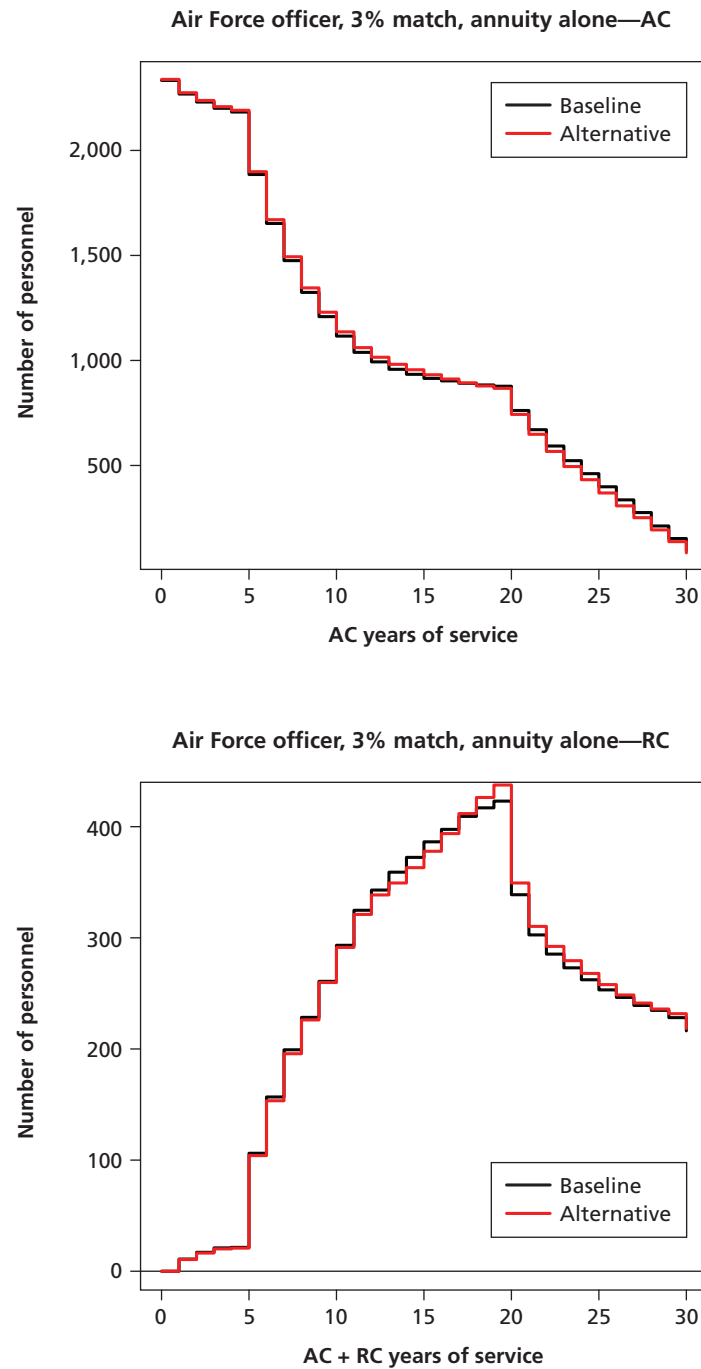 Air Force officer, 3% match, annuity alone—AC
Baseline
Alternative
2,000
1,500
1,000
500
Number of personnel
0 5 10 15 20 25 30
AC years of service
Air Force officer, 3% match, annuity alone—RC
400
300
200
100
0
Number of personnel
Baseline
Alternative
0 5 10 15 20 25 30
AC + RC years of service